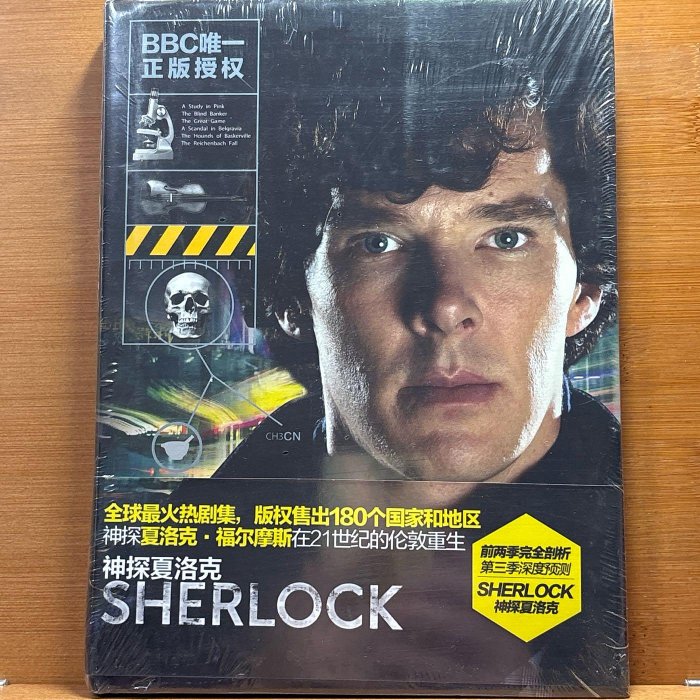 BBC唯一
正版授权
A Study in Pink
The Blind Banker
The Great Game
A Scandal in Belgravia
The Hounds of Baskerville
The Reichenbach Fall
CH3CN
全球最火热剧集，版权售出180个国家和地区
神探夏洛克·福尔摩斯在21世纪的伦敦重生
神探夏洛克
SHERLOCK
前两季完全剖析
第三季深度预测
SHERLOCK
神探夏洛克